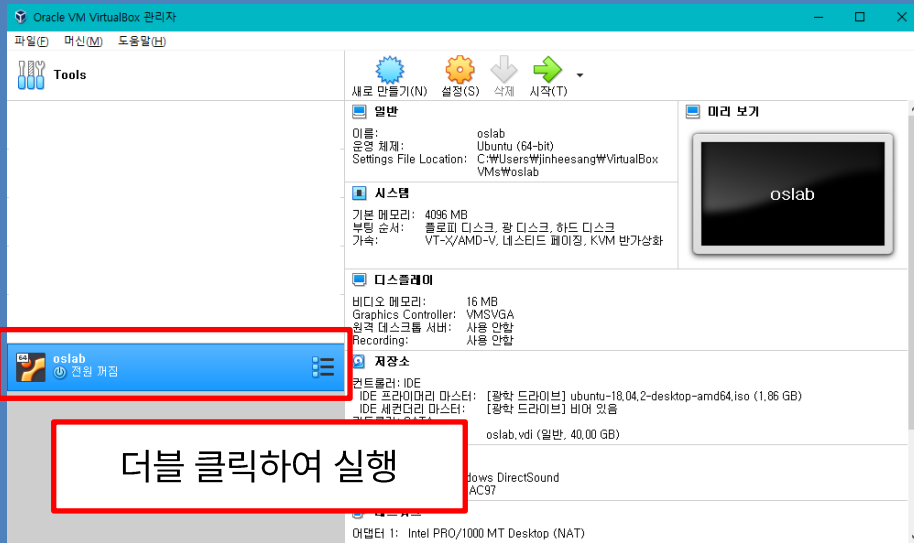 Oracle VM VirtualBox 관리자
파일(F) 머신(M) 도움말(H)
Tools
새로 만들기(N) 설정(S) 삭제 시작(T)
일반
이름: oslab
운영 체제: Ubuntu (64-bit)
Settings File Location: C:₩Users₩jinheesang₩VirtualBox
VMs₩oslab
미리 보기
oslab
시스템
기본 메모리: 4096 MB
부팅 순서: 플로피 디스크, 광 디스크, 하드 디스크
가속: VT-X/AMD-V, 네스티드 페이징, KVM 반가상화
디스플레이
비디오 메모리: 16 MB
Graphics Controller: VMSVGA
원격 데스크톱 서버: 사용 안함
Recording: 사용 안함
64
oslab
전원 꺼짐
저장소
컨트롤러: IDE
IDE 프라이머리 마스터: [광학 드라이브] ubuntu-18.04.2-desktop-amd64.iso (1.86 GB)
IDE 세컨더리 마스터: [광학 드라이브] 비어 있음
oslab.vdi (일반, 40.00 GB)
더블 클릭하여 실행
dows DirectSound
AC97
어댑터 1: Intel PRO/1000 MT Desktop (NAT)